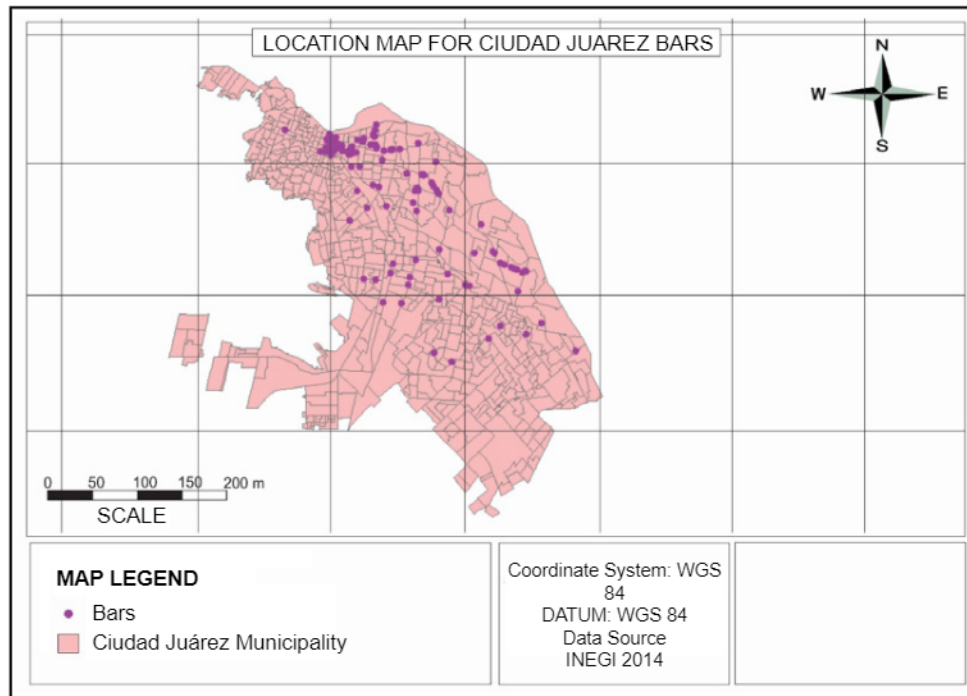 LOCATION MAP FOR CIUDAD JUAREZ BARS
N
W E
S
0 50 100 150 200 m
SCALE
MAP LEGEND
Bars
Ciudad Juárez Municipality
Coordinate System: WGS
84
DATUM: WGS 84
Data Source
INEGI 2014